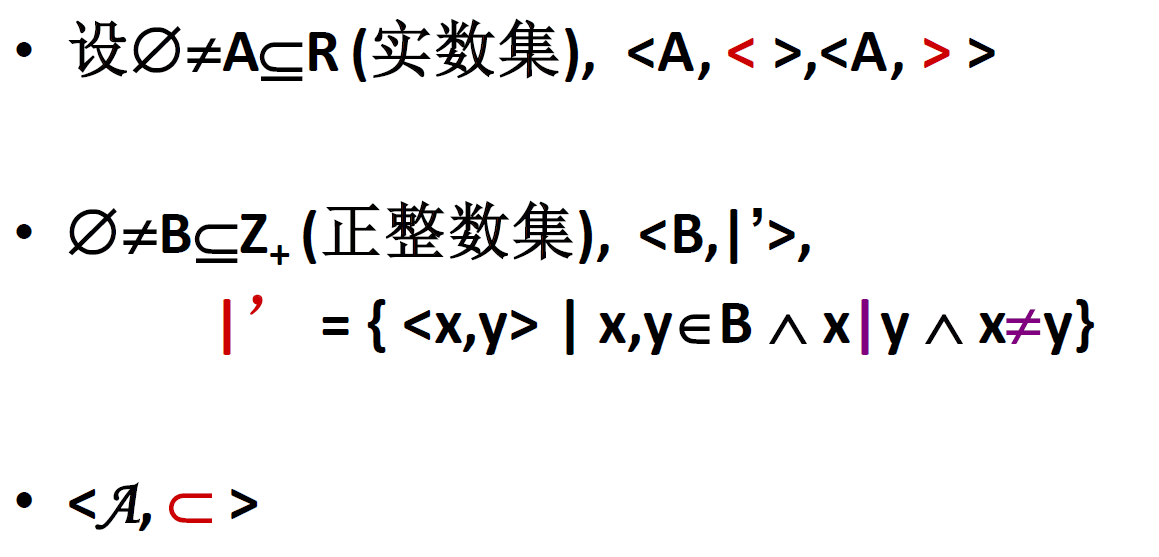 • 设∅≠A⊆R (实数集), <A, < >,<A, > >
• ∅≠B⊆Z₊ (正整数集), <B,|’>,
|’ = { <x,y> | x,y∈B ∧ x|y ∧ x≠y}
• <𝓐, ⊂ >